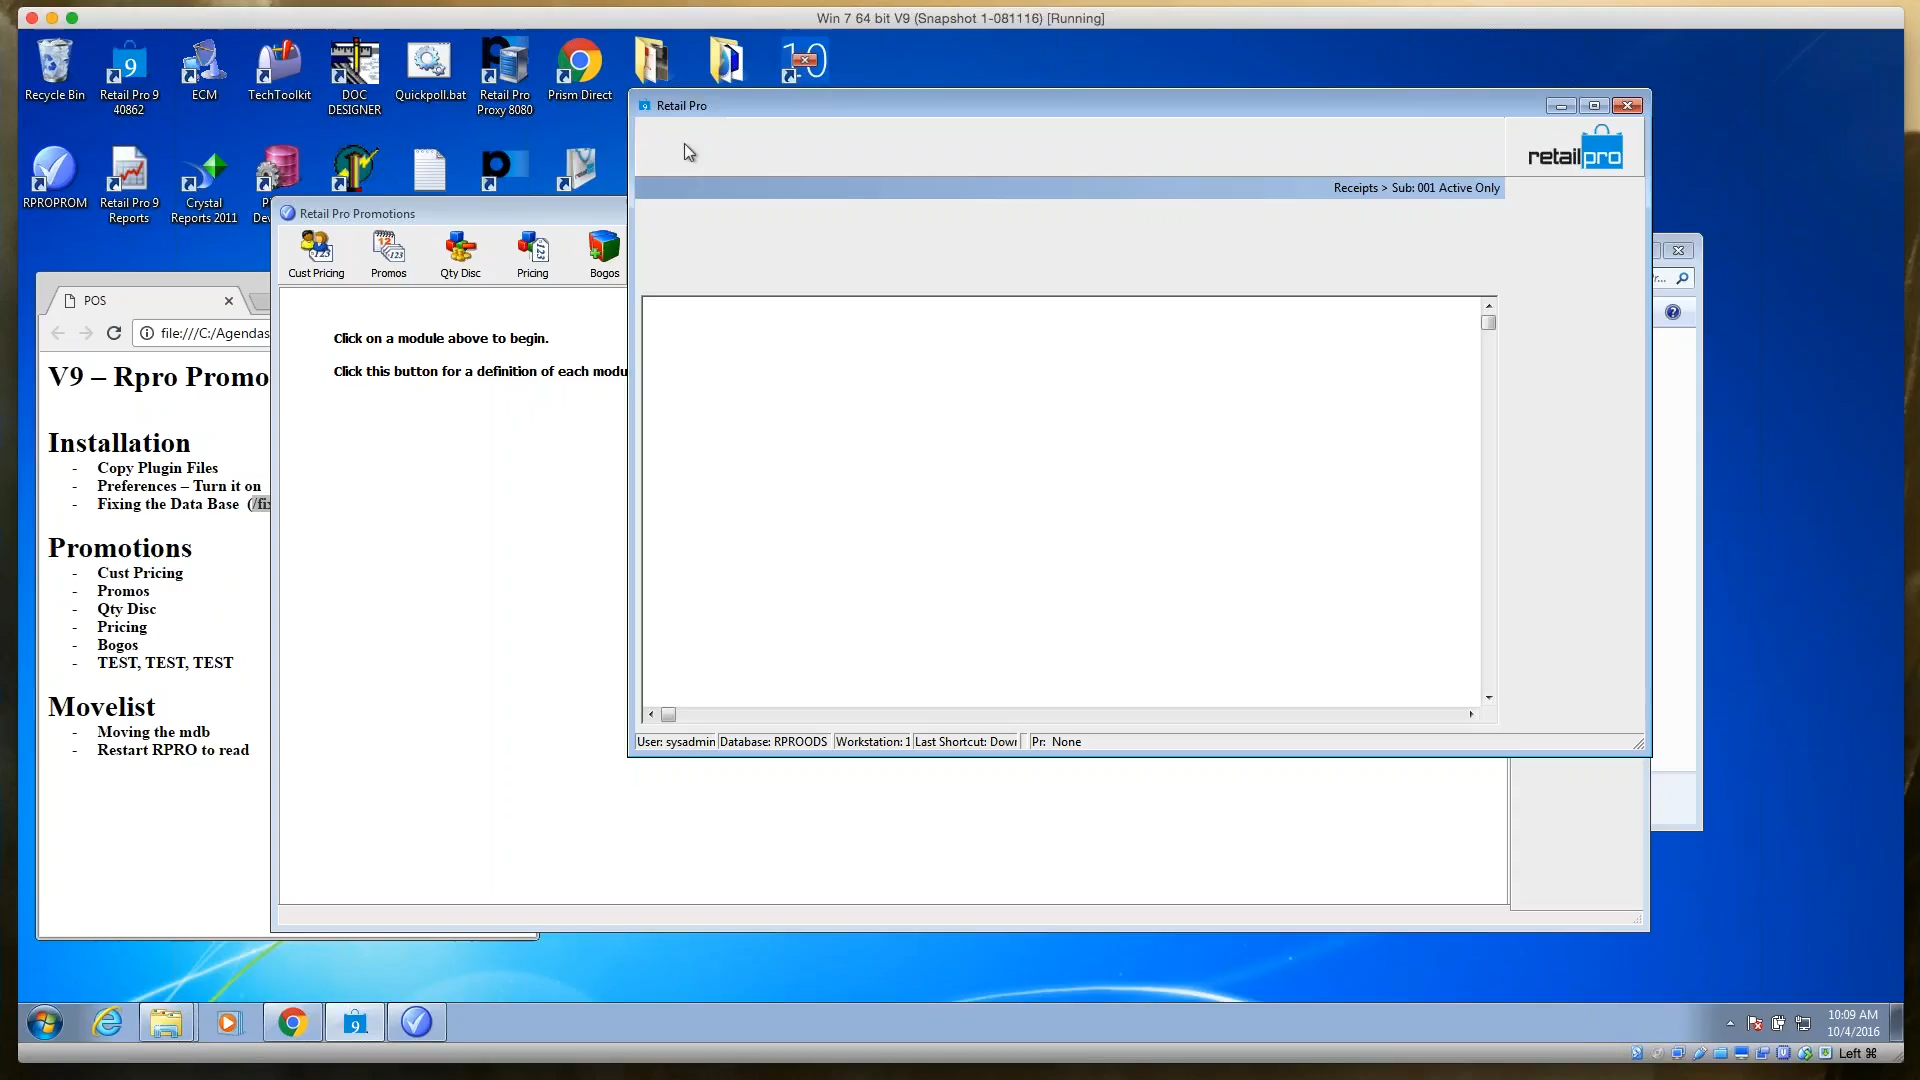 Win 7 64 bit V9 (Snapshot 1-081116) [Running]
Recycle Bin
Retail Pro 9
40862
ECM
TechToolkit
DOC
DESIGNER
Quickpoll.bat
Retail Pro
Proxy 8080
Prism Direct
RPROPROM
Retail Pro 9
Reports
Crystal
Reports 2011
Retail Pro
retailpro
Receipts > Sub: 001 Active Only
Retail Pro Promotions
Cust Pricing
Promos
Qty Disc
Pricing
Bogos
Click on a module above to begin.
Click this button for a definition of each modu
User: sysadmin
Database: RPROODS
Workstation: 1
Last Shortcut: Dowr
Pr: None
POS
file:///C:/Agendas
V9 – Rpro Promo
Installation
- Copy Plugin Files
- Preferences – Turn it on
- Fixing the Data Base (/fix
Promotions
- Cust Pricing
- Promos
- Qty Disc
- Pricing
- Bogos
- TEST, TEST, TEST
Movelist
- Moving the mdb
- Restart RPRO to read
10:09 AM
10/4/2016
Left ⌘